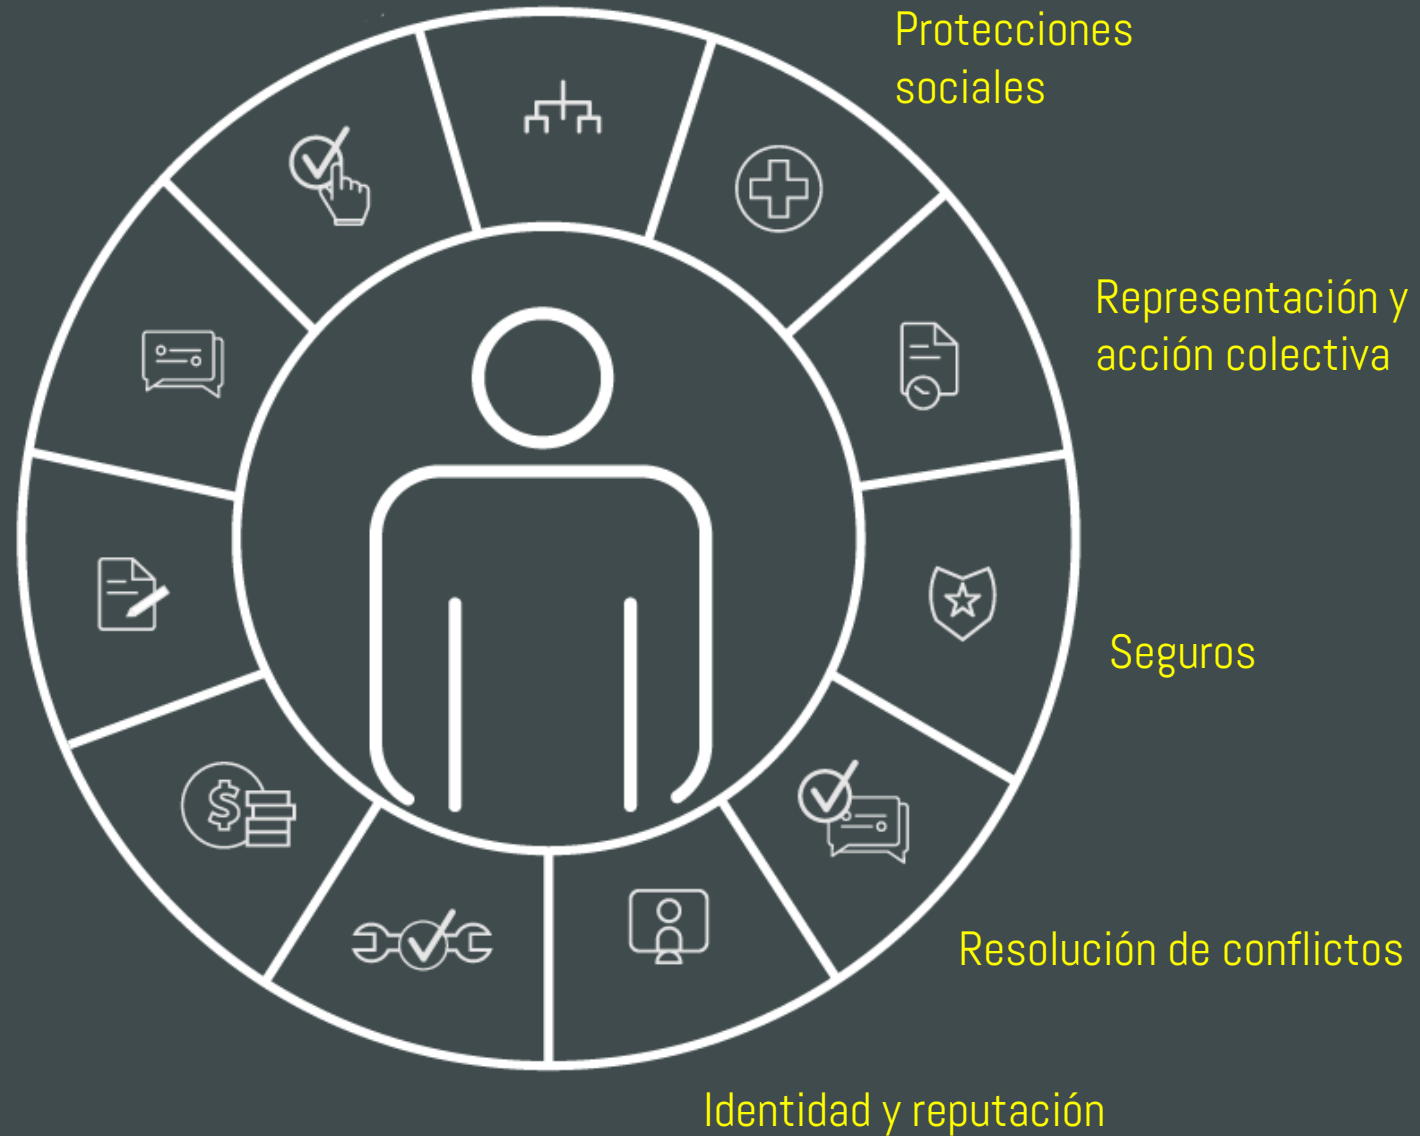 Protecciones
sociales
Representación y
acción colectiva
Seguros
Resolución de conflictos
Identidad y reputación